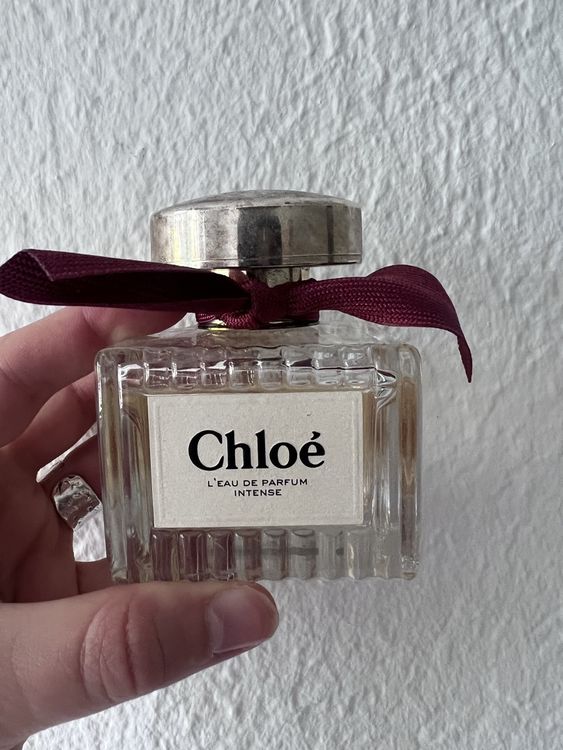 Chloé
L'EAU DE PARFUM
INTENSE